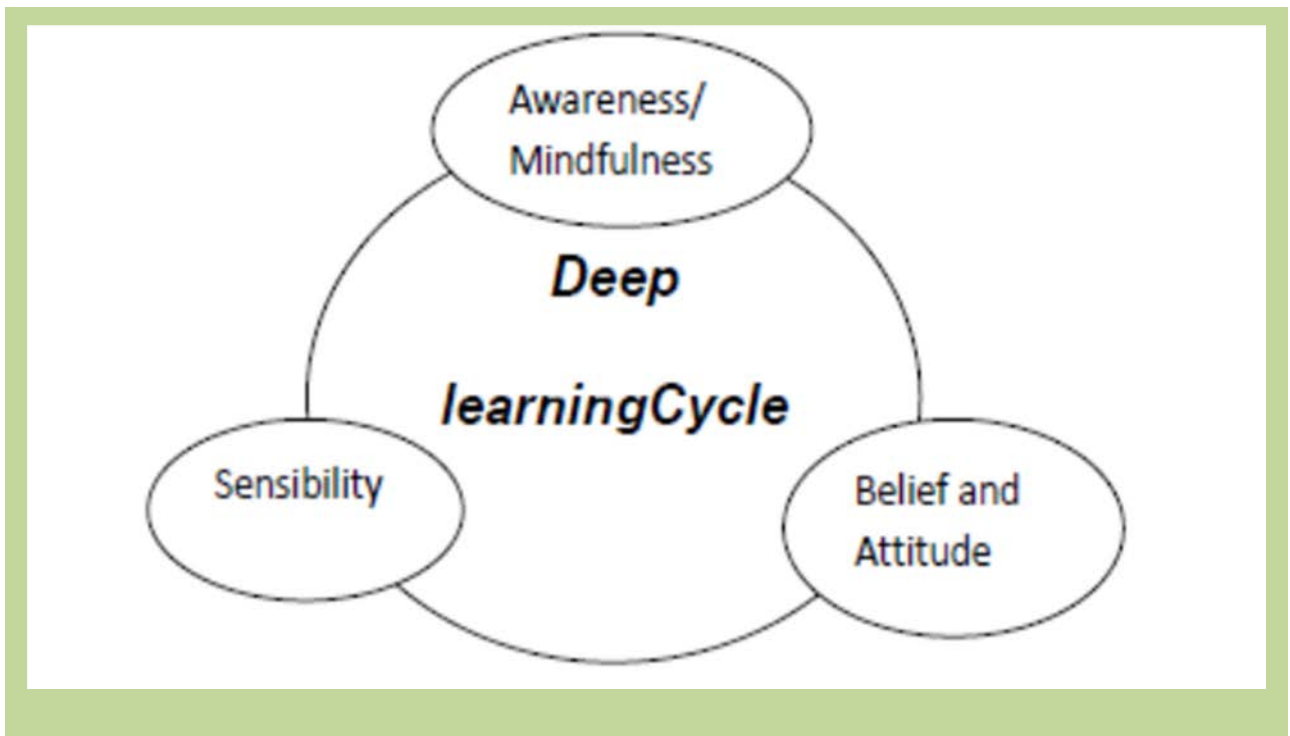 Awareness/
Mindfulness
Deep
learningCycle
Sensibility
Belief and
Attitude